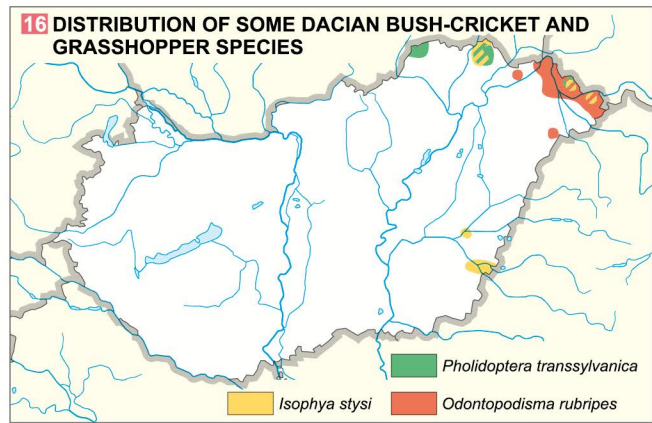 16 DISTRIBUTION OF SOME DACIAN BUSH-CRICKET AND
GRASSHOPPER SPECIES
Pholidoptera transsylvanica
Isophya stysi
Odontopodisma rubripes